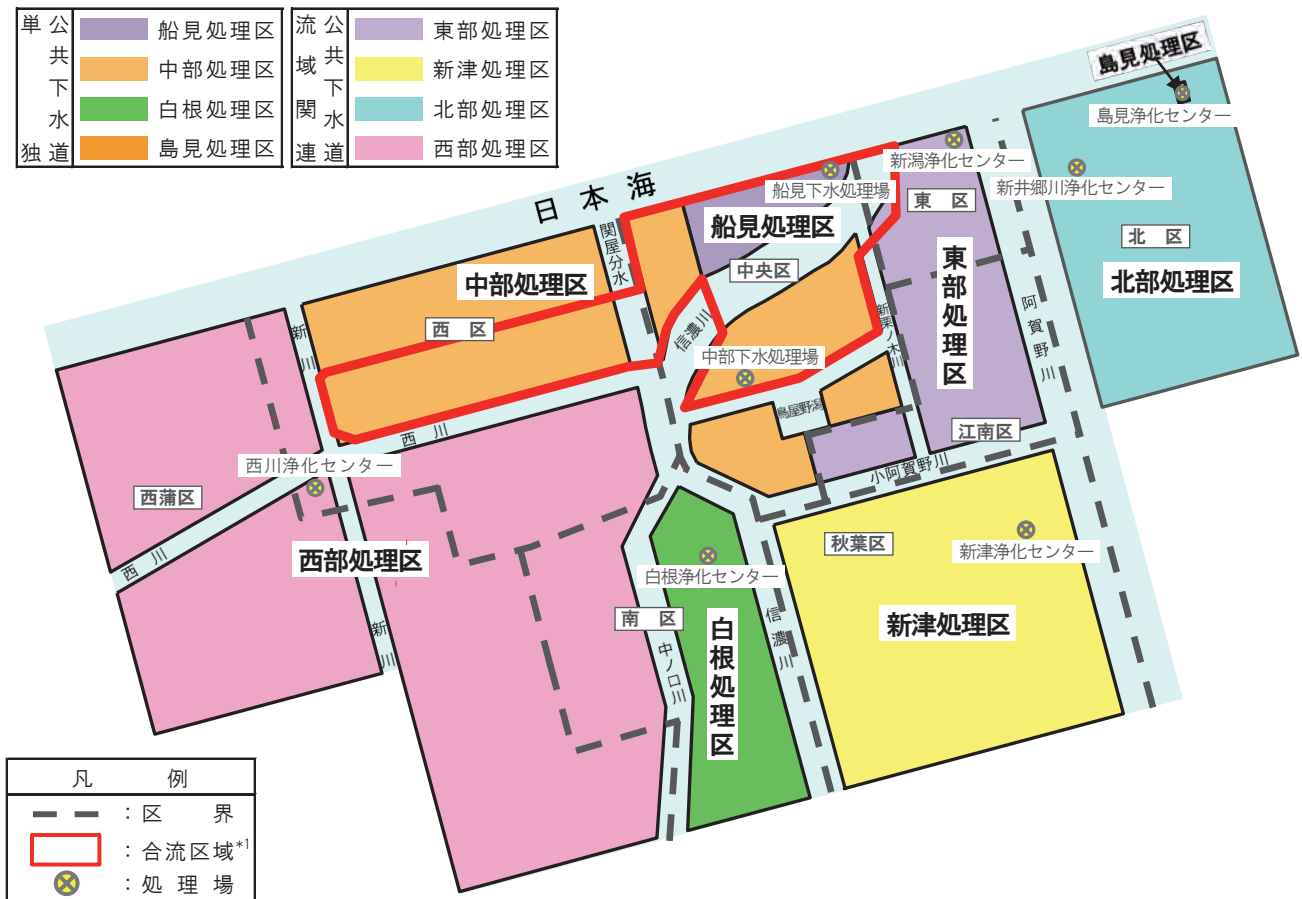 単独
公共下水道
船見処理区
中部処理区
白根処理区
島見処理区
流域関連
公共下水道
東部処理区
新津処理区
北部処理区
西部処理区
島見処理区
島見浄化センター
新潟浄化センター
新井郷川浄化センター
船見下水処理場
東 区
日本海
関屋分水
船見処理区
北 区
中央区
東部処理区
北部処理区
中部処理区
西 区
新川
信濃川
新栗ノ木川
阿賀野川
中部下水処理場
鳥屋野潟
西川
江南区
小阿賀野川
西川浄化センター
西蒲区
西部処理区
西川
秋葉区
新津浄化センター
白根浄化センター
南 区
白根処理区
信濃川
新津処理区
新川
中ノ口川
凡 例
：区 界
：合流区域*1
：処 理 場